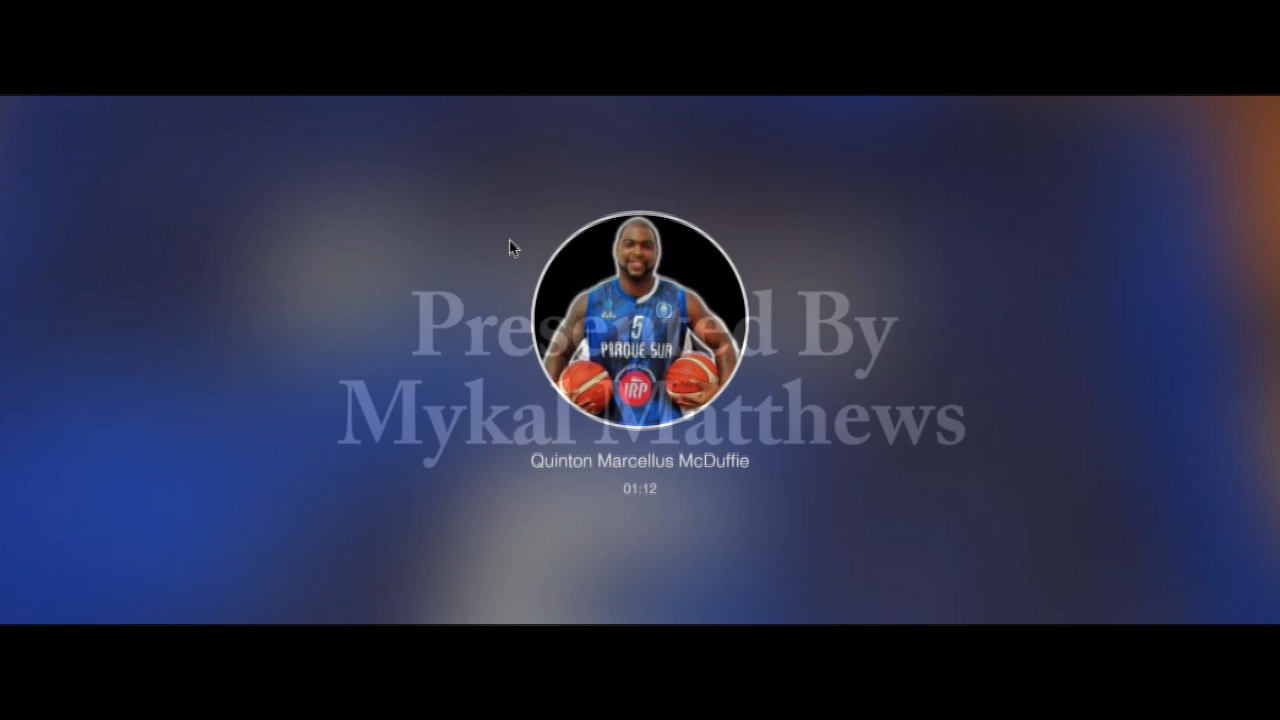 Presented By
Mykal Matthews
5
PARQUE SUR
IRP
Quinton Marcellus McDuffie
01:12